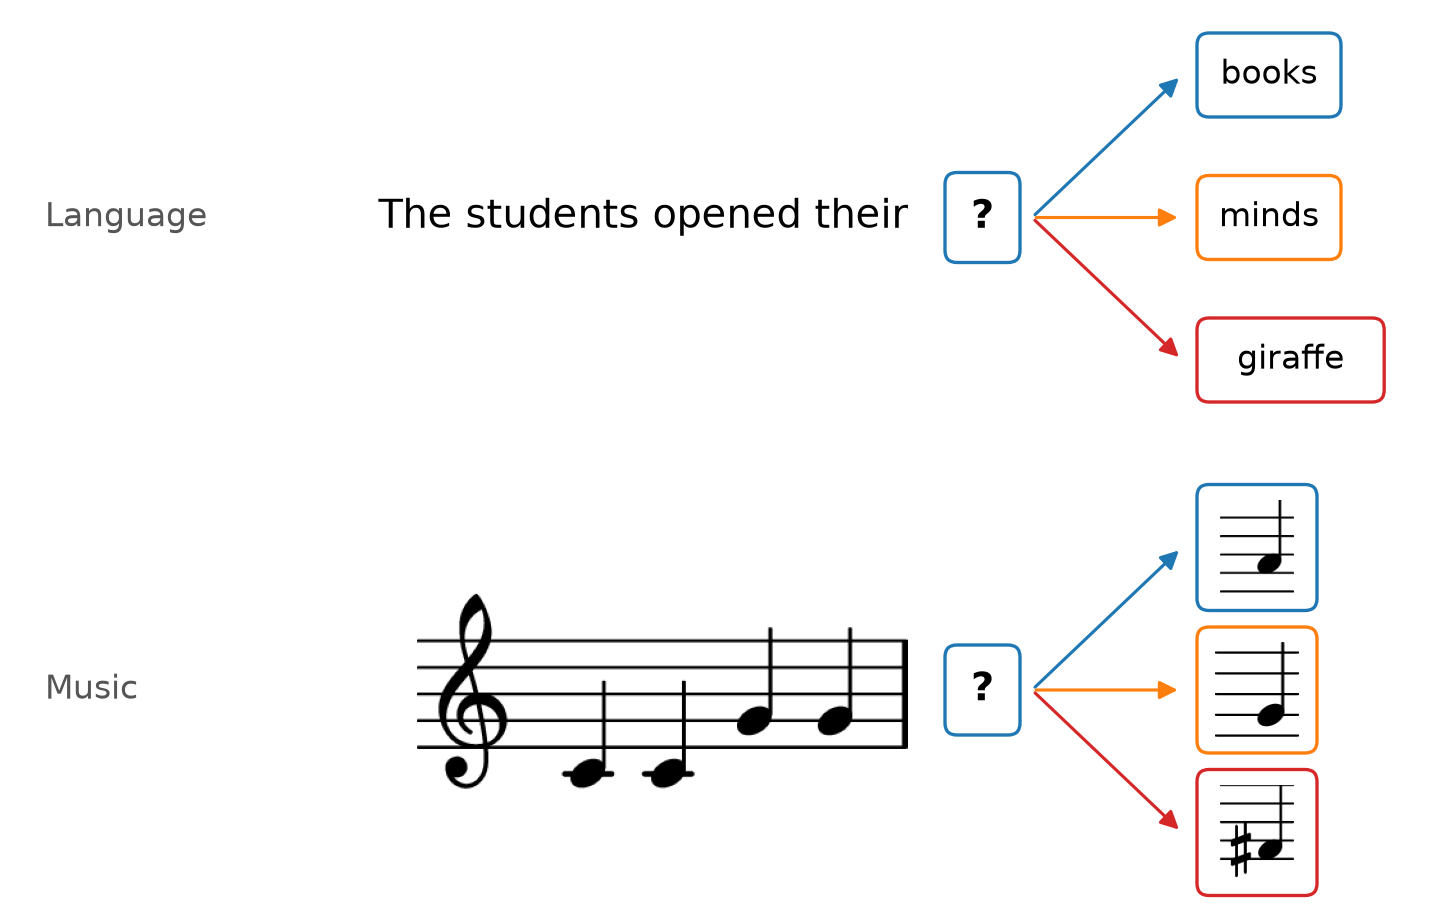 books
Language
The students opened their
?
minds
giraffe
Music
?